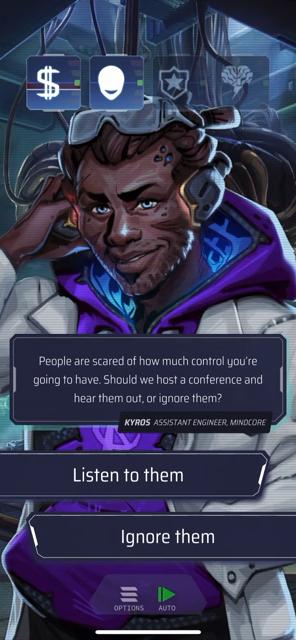 People are scared of how much control you're
going to have. Should we host a conference and
hear them out, or ignore them?
KYROS ASSISTANT ENGINEER, MINDCORE
Listen to them
Ignore them
OPTIONS
AUTO